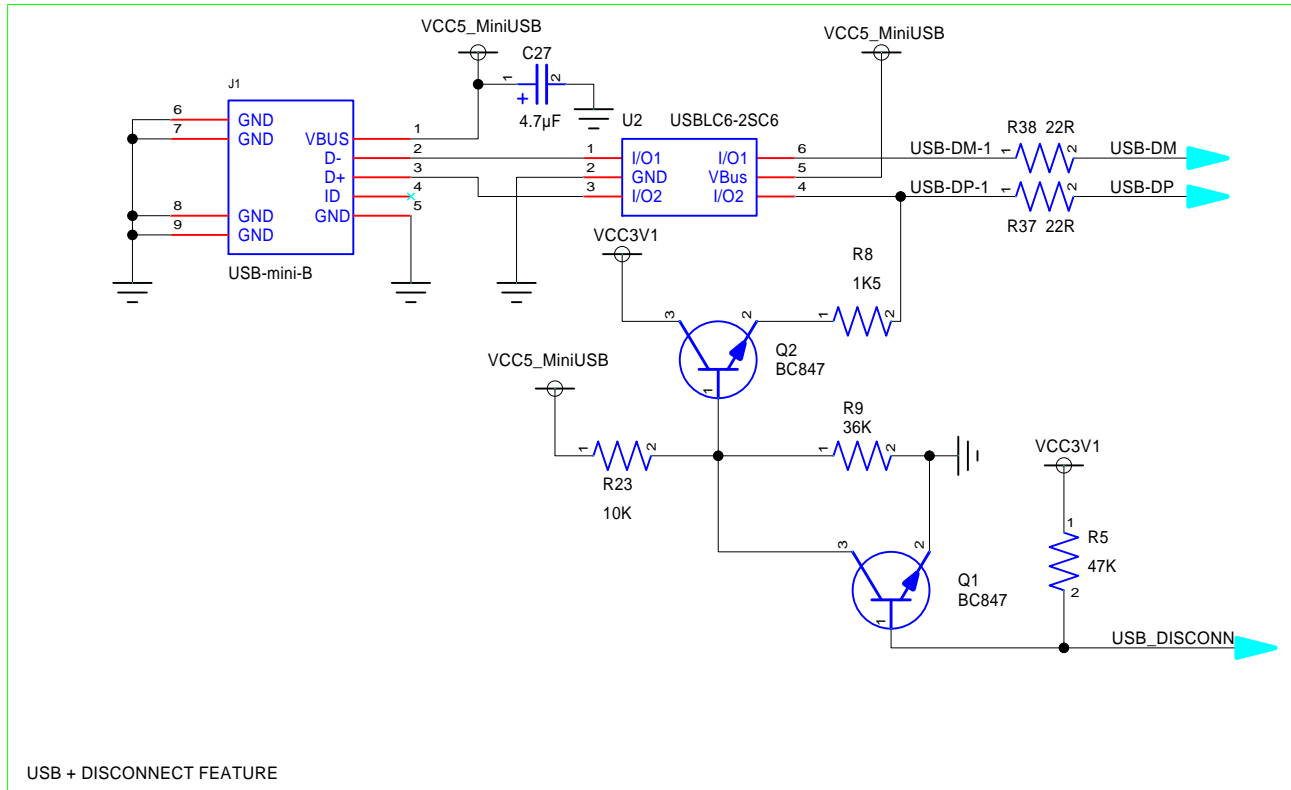 VCC5_MiniUSB
VCC5_MiniUSB
C27
1 2
+
4.7µF
J1
6 GND
7 GND
8 GND
9 GND
VBUS 1
D- 2
D+ 3
ID 4
GND 5
USB-mini-B
U2 USBLC6-2SC6
1 I/O1 I/O1 6
2 GND VBus 5
3 I/O2 I/O2 4
USB-DM-1
R38 22R
1 2
USB-DM
USB-DP-1
1 2
USB-DP
R37 22R
VCC3V1
R8
1K5
1 2
3 2
1
Q2
BC847
VCC5_MiniUSB
1 2
R23
10K
R9
36K
1 2
VCC3V1
1
R5
47K
2
3 2
1
Q1
BC847
USB_DISCONN
USB + DISCONNECT FEATURE